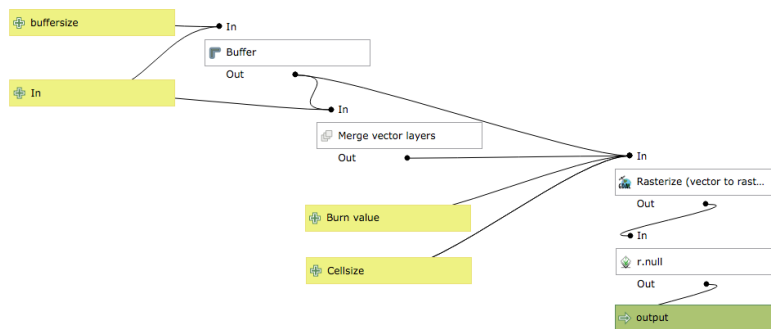 buffersize
In
Buffer
In
Out
In
Merge vector layers
Out
In
Rasterize (vector to rast...
Burn value
Out
In
Cellsize
r.null
Out
output